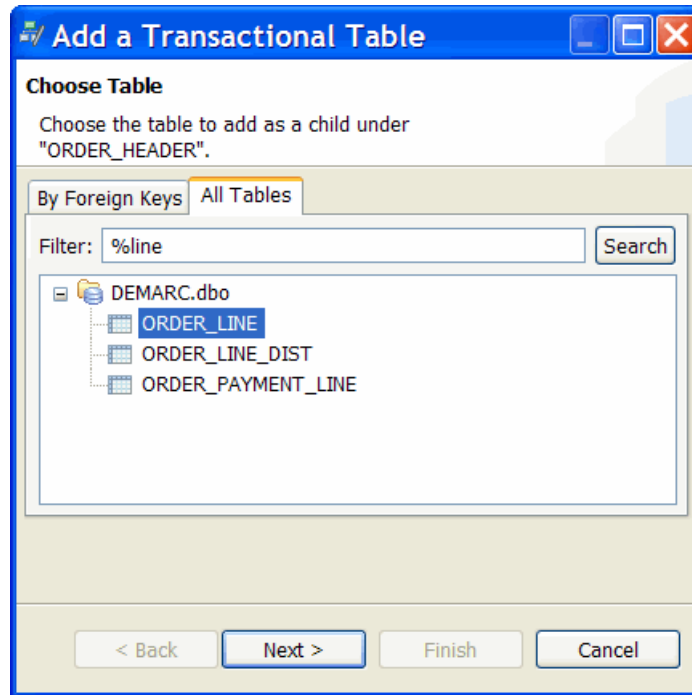 Add a Transactional Table
Choose Table
Choose the table to add as a child under
"ORDER_HEADER".
By Foreign Keys All Tables
Filter: %line Search
DEMARC.dbo
ORDER_LINE
ORDER_LINE_DIST
ORDER_PAYMENT_LINE
< Back Next > Finish Cancel